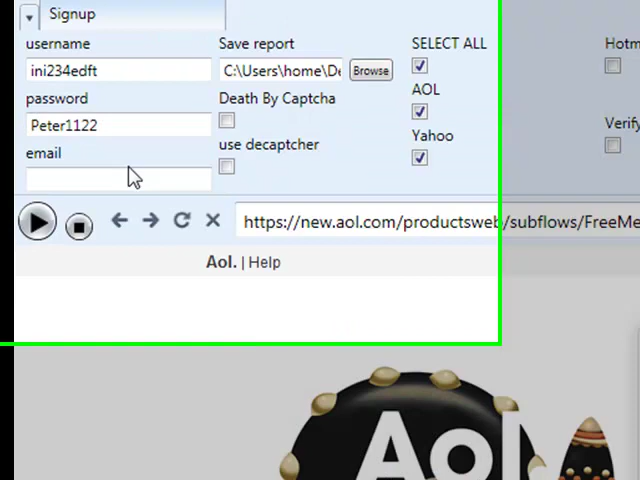 Signup
username
Save report
SELECT ALL
Hotm
ini234edft
C:\Users\home\De
Browse
password
Death By Captcha
AOL
Peter1122
Verify
email
use decaptcher
Yahoo
https://new.aol.com/productsweb/subflows/FreeMe
Aol. | Help
Aol.